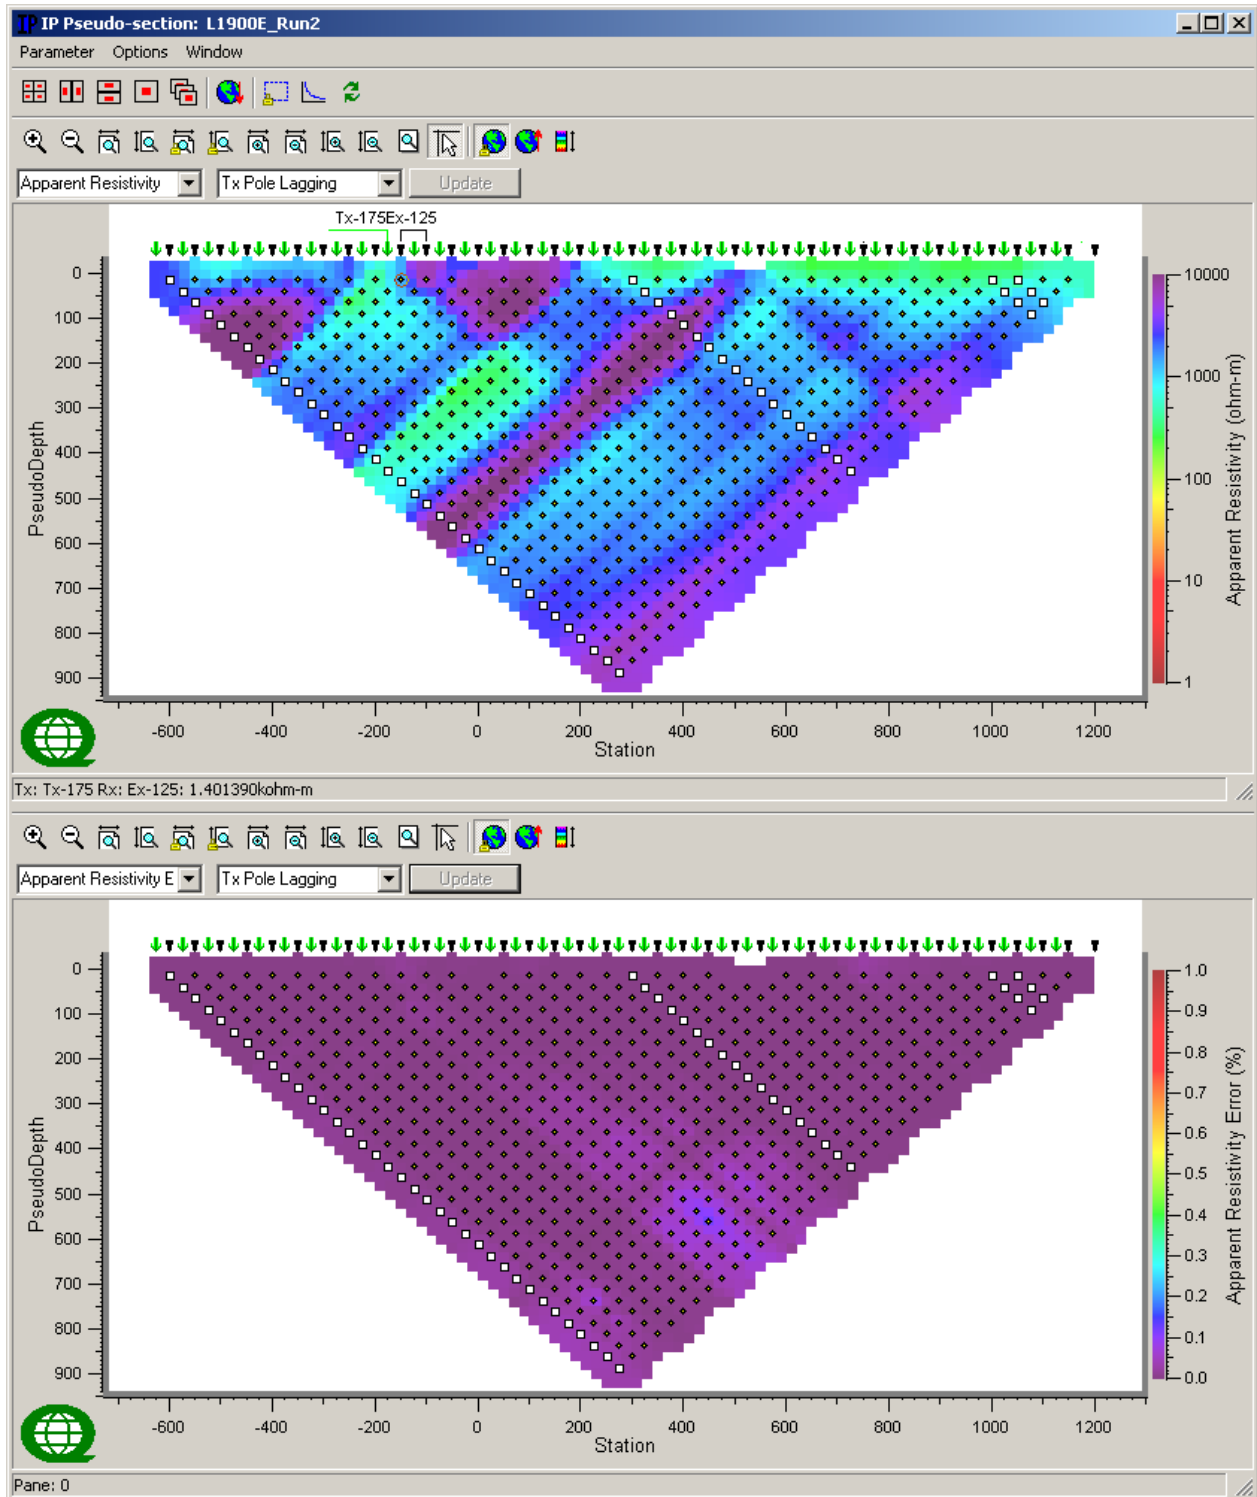 IP Pseudo-section: L1900E_Run2
Parameter Options Window
Apparent Resistivity Tx Pole Lagging Update
Tx-175Ex-125
0
100
200
300
400
500
600
700
800
900
PseudoDepth
-600 -400 -200 0 200 400 600 800 1000 1200
Station
10000
1000
100
10
1
Apparent Resistivity (ohm-m)
Tx: Tx-175 Rx: Ex-125: 1.401390kohm-m
Apparent Resistivity E Tx Pole Lagging Update
0
100
200
300
400
500
600
700
800
900
PseudoDepth
-600 -400 -200 0 200 400 600 800 1000 1200
Station
1.0
0.9
0.8
0.7
0.6
0.5
0.4
0.3
0.2
0.1
0.0
Apparent Resistivity Error (%)
Pane: 0